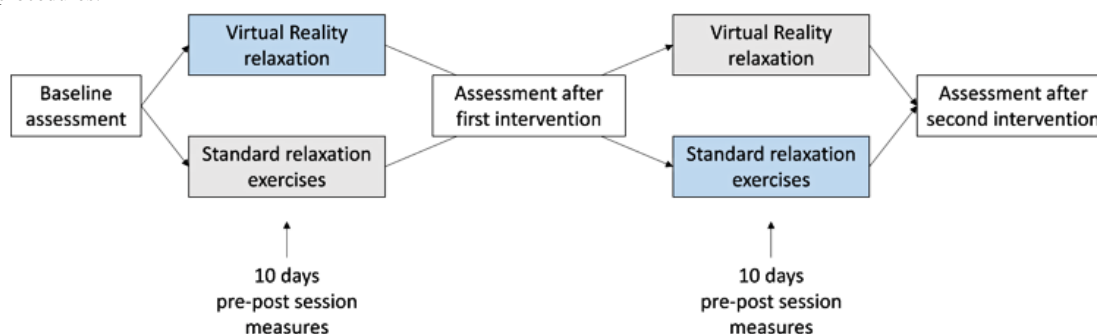 Virtual Reality
relaxation
Virtual Reality
relaxation
Baseline
assessment
Assessment after
first intervention
Assessment after
second intervention
Standard relaxation
exercises
Standard relaxation
exercises
10 days
pre-post session
measures
10 days
pre-post session
measures